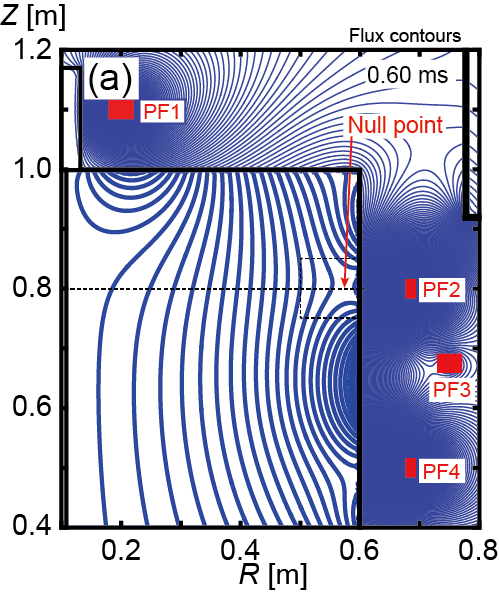 Z [m]
Flux contours
1.2
(a)
0.60 ms
PF1
Null point
1.0
0.8
PF2
PF3
0.6
PF4
0.4
0.2
0.4
0.6
0.8
R [m]